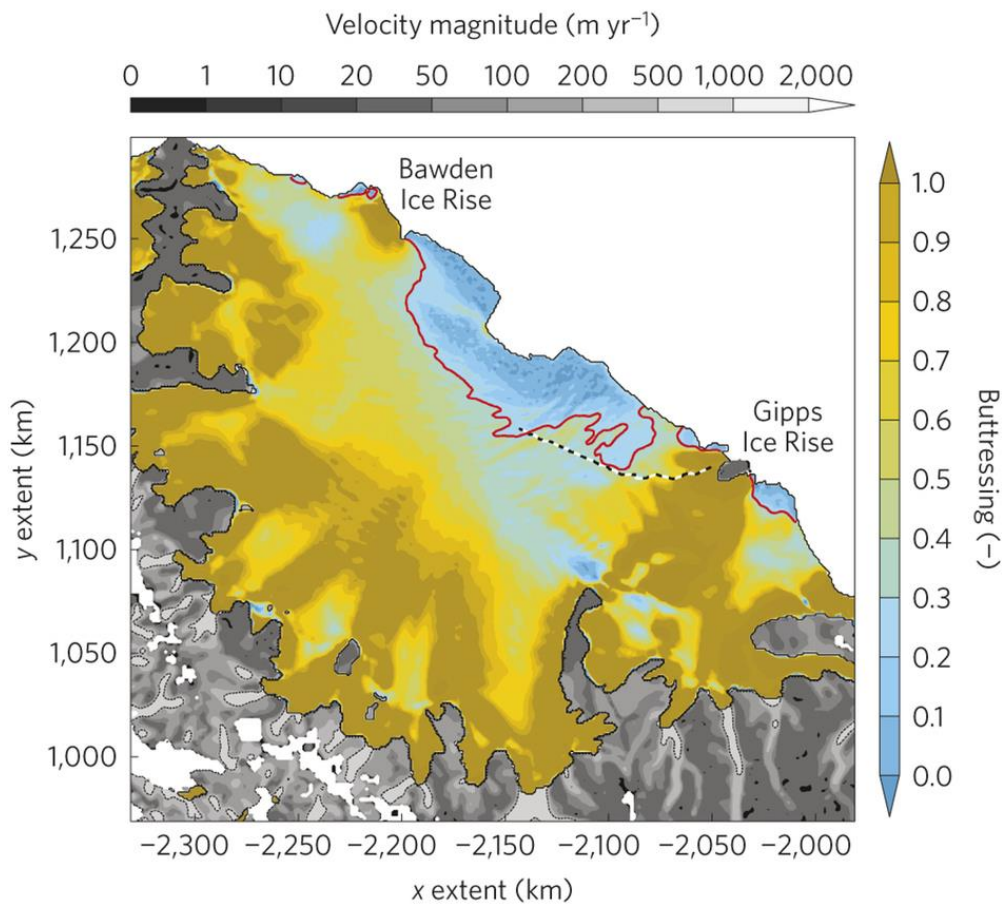 Velocity magnitude (m yr⁻¹)
0 1 10 20 50 100 200 500 1,000 2,000
Bawden
Ice Rise
Gipps
Ice Rise
y extent (km)
1,250
1,200
1,150
1,100
1,050
1,000
−2,300 −2,250 −2,200 −2,150 −2,100 −2,050 −2,000
x extent (km)
1.0
0.9
0.8
0.7
0.6
0.5
0.4
0.3
0.2
0.1
0.0
Buttressing (−)